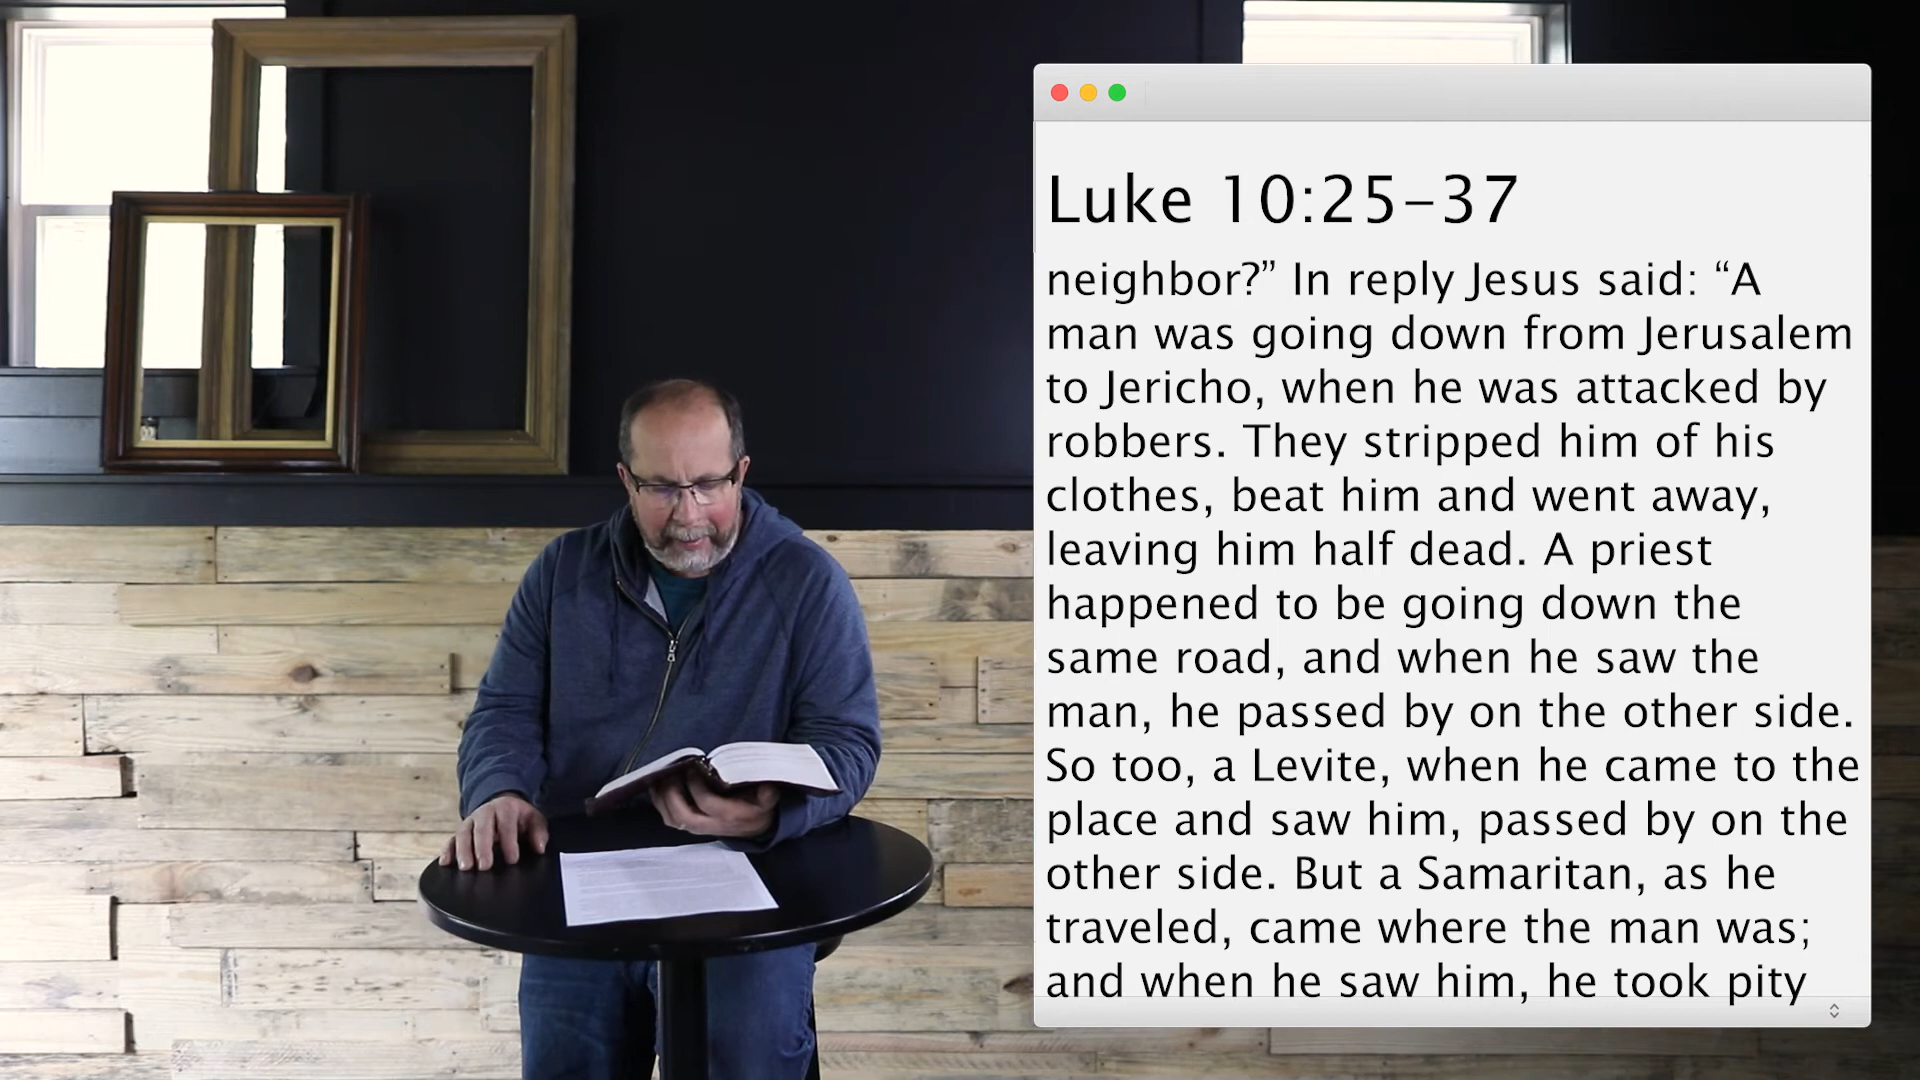 Luke 10:25-37
neighbor?” In reply Jesus said: “A
man was going down from Jerusalem
to Jericho, when he was attacked by
robbers. They stripped him of his
clothes, beat him and went away,
leaving him half dead. A priest
happened to be going down the
same road, and when he saw the
man, he passed by on the other side.
So too, a Levite, when he came to the
place and saw him, passed by on the
other side. But a Samaritan, as he
traveled, came where the man was;
and when he saw him, he took pity